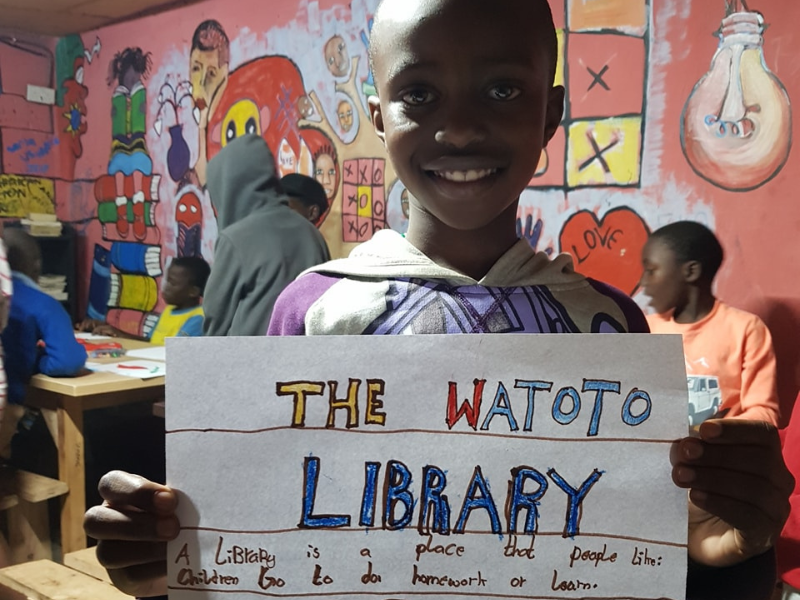 THE WATOTO
LIBRARY
A LiBRARy is a place that people like:
Children Go to do homework or Learn.
LOVE